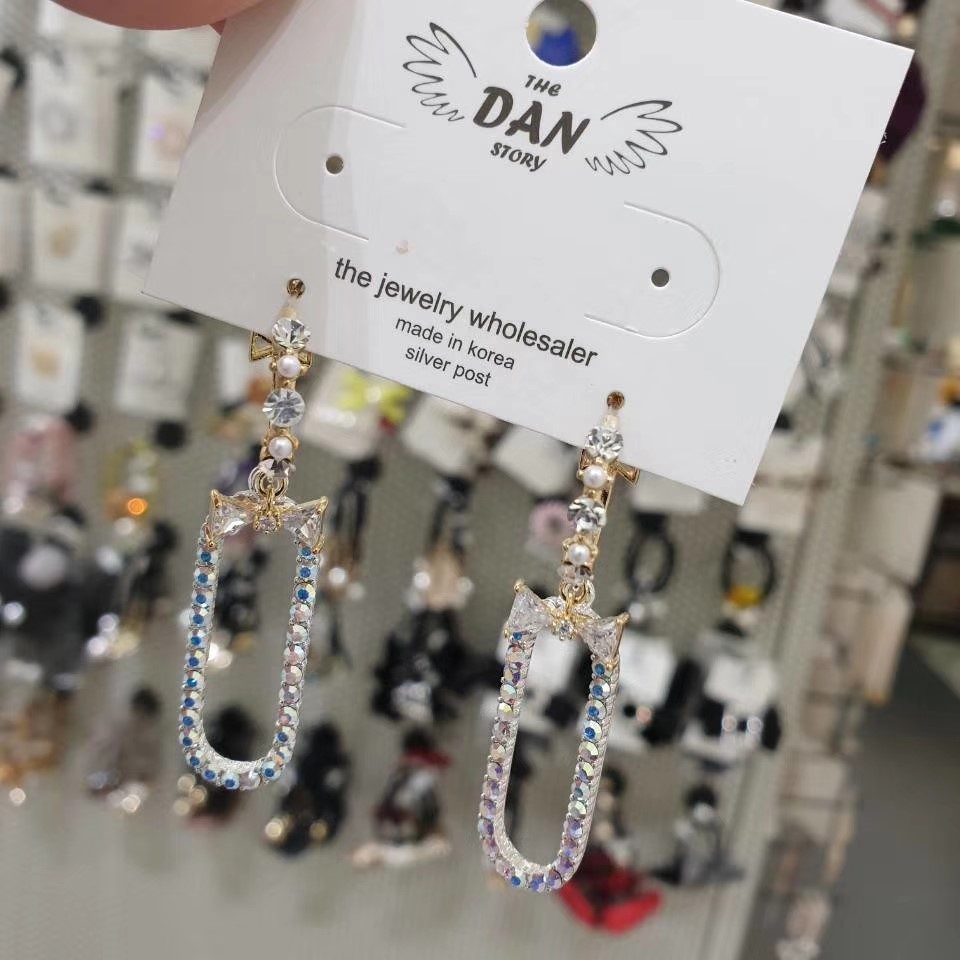 THE
DAN
STORY
the jewelry wholesaler
made in korea
silver post